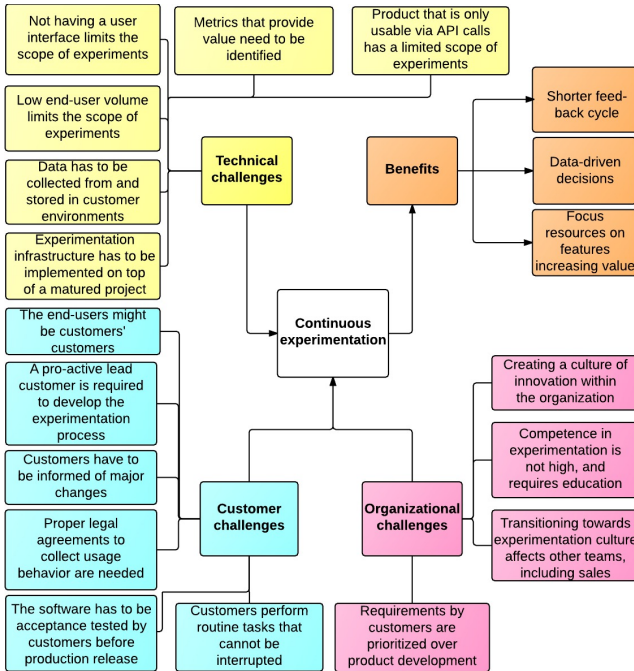 Not having a user
interface limits the
scope of experiments
Metrics that provide
value need to be
identified
Product that is only
usable via API calls
has a limited scope of
experiments
Low end-user volume
limits the scope of
experiments
Data has to be
collected from and
stored in customer
environments
Experimentation
infrastructure has to be
implemented on top
of a matured project
Technical
challenges
Benefits
Shorter feed-
back cycle
Data-driven
decisions
Focus
resources on
features
increasing value
Continuous
experimentation
The end-users might
be customers'
customers
A pro-active lead
customer is required
to develop the
experimentation
process
Customers have to
be informed of major
changes
Proper legal
agreements to
collect usage
behavior are needed
The software has to be
acceptance tested by
customers before
production release
Customer
challenges
Customers perform
routine tasks that
cannot be
interrupted
Organizational
challenges
Creating a culture of
innovation within
the organization
Competence in
experimentation is
not high, and
requires education
Transitioning towards
experimentation culture
affects other teams,
including sales
Requirements by
customers are
prioritized over
product development